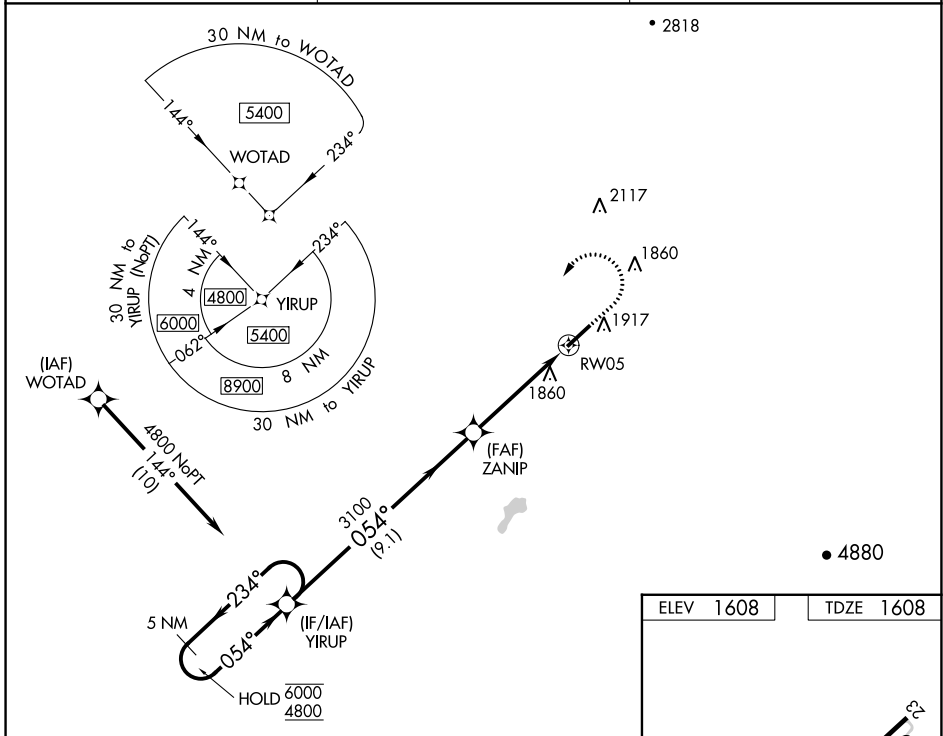 2818
30 NM to WOTAD
144°
5400
234°
WOTAD
2117
30 NM to
YIRUP (NoPT)
144°
234°
4 NM
4800
YIRUP
1860
6000
062°
5400
8 NM
1917
8900
30 NM to YIRUP
RW05
1860
(IAF)
WOTAD
4800 NoPT
144°
(10)
(FAF)
ZANIP
3100
054°
(9.1)
4880
234°
5 NM
054°
(IF/IAF)
YIRUP
HOLD 6000
4800
ELEV 1608
TDZE 1608
23